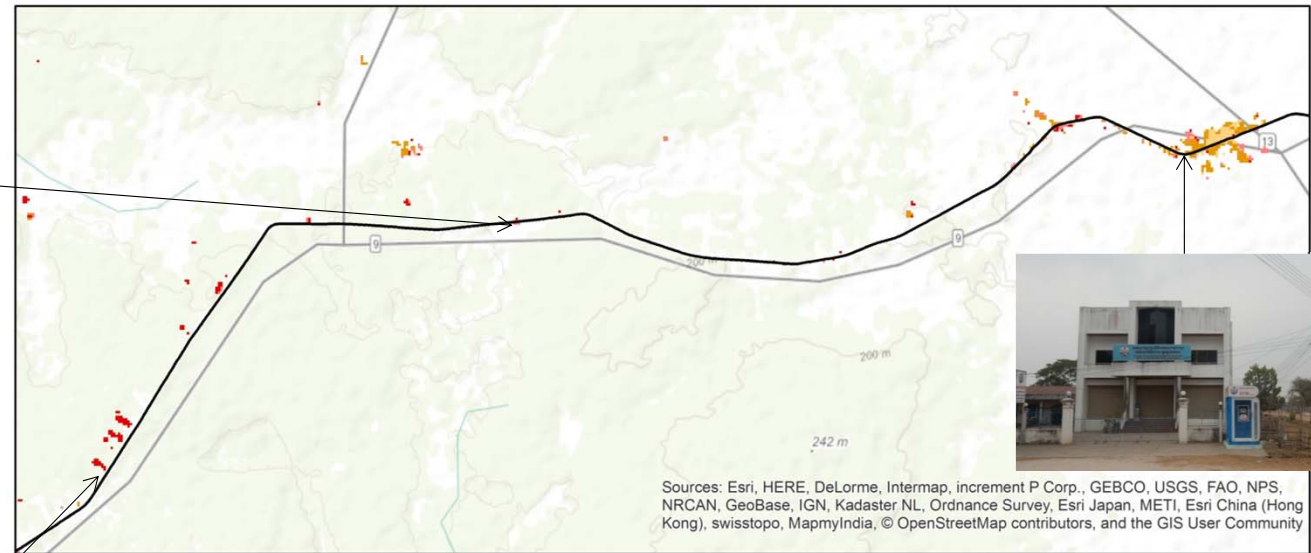 13
9
9
200 m
200 m
242 m
Sources: Esri, HERE, DeLorme, Intermap, increment P Corp., GEBCO, USGS, FAO, NPS,
NRCAN, GeoBase, IGN, Kadaster NL, Ordnance Survey, Esri Japan, METI, Esri China (Hong
Kong), swisstopo, MapmyIndia, © OpenStreetMap contributors, and the GIS User Community